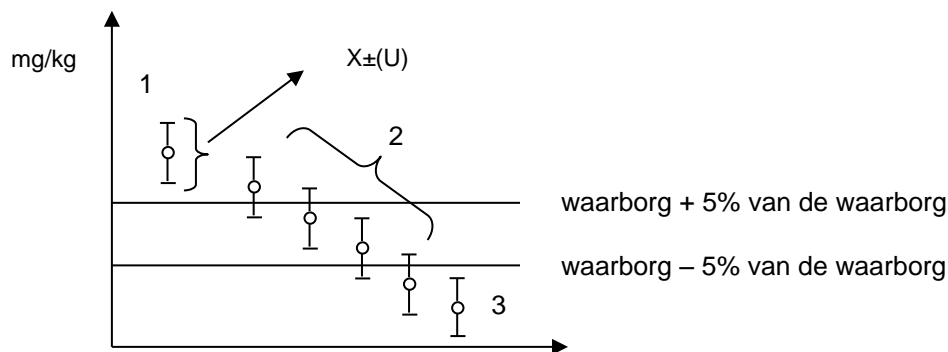 mg/kg
X±(U)
1
2
waarborg + 5% van de waarborg
waarborg – 5% van de waarborg
3